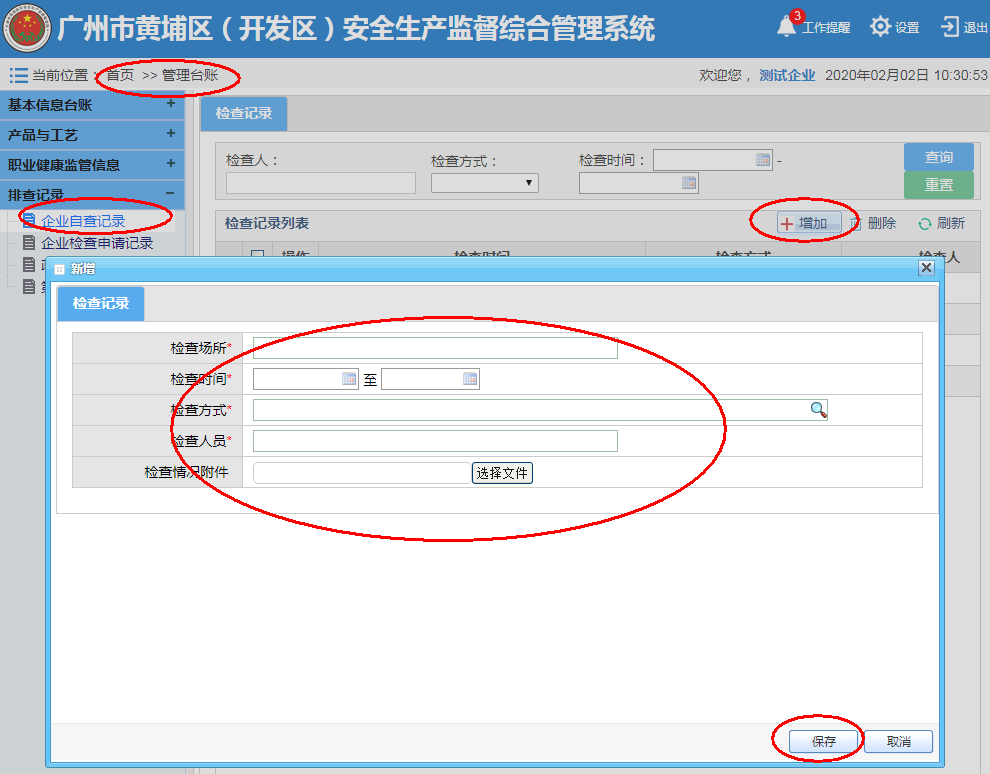 广州市黄埔区（开发区）安全生产监督综合管理系统
3
工作提醒 设置 退出
当前位置： 首页 >> 管理台账
欢迎您， 测试企业 2020年02月02日 10:30:53
基本信息台账 +
产品与工艺 +
职业健康监管信息 +
排查记录 −
企业自查记录
企业检查申请记录
检查记录
检查人： 检查方式： 检查时间： -
查询
重置
检查记录列表
增加 删除 刷新
操作 检查时间 检查方式 检查人
新增
检查记录
检查场所*
检查时间* 至
检查方式*
检查人员*
检查情况附件 选择文件
保存 取消